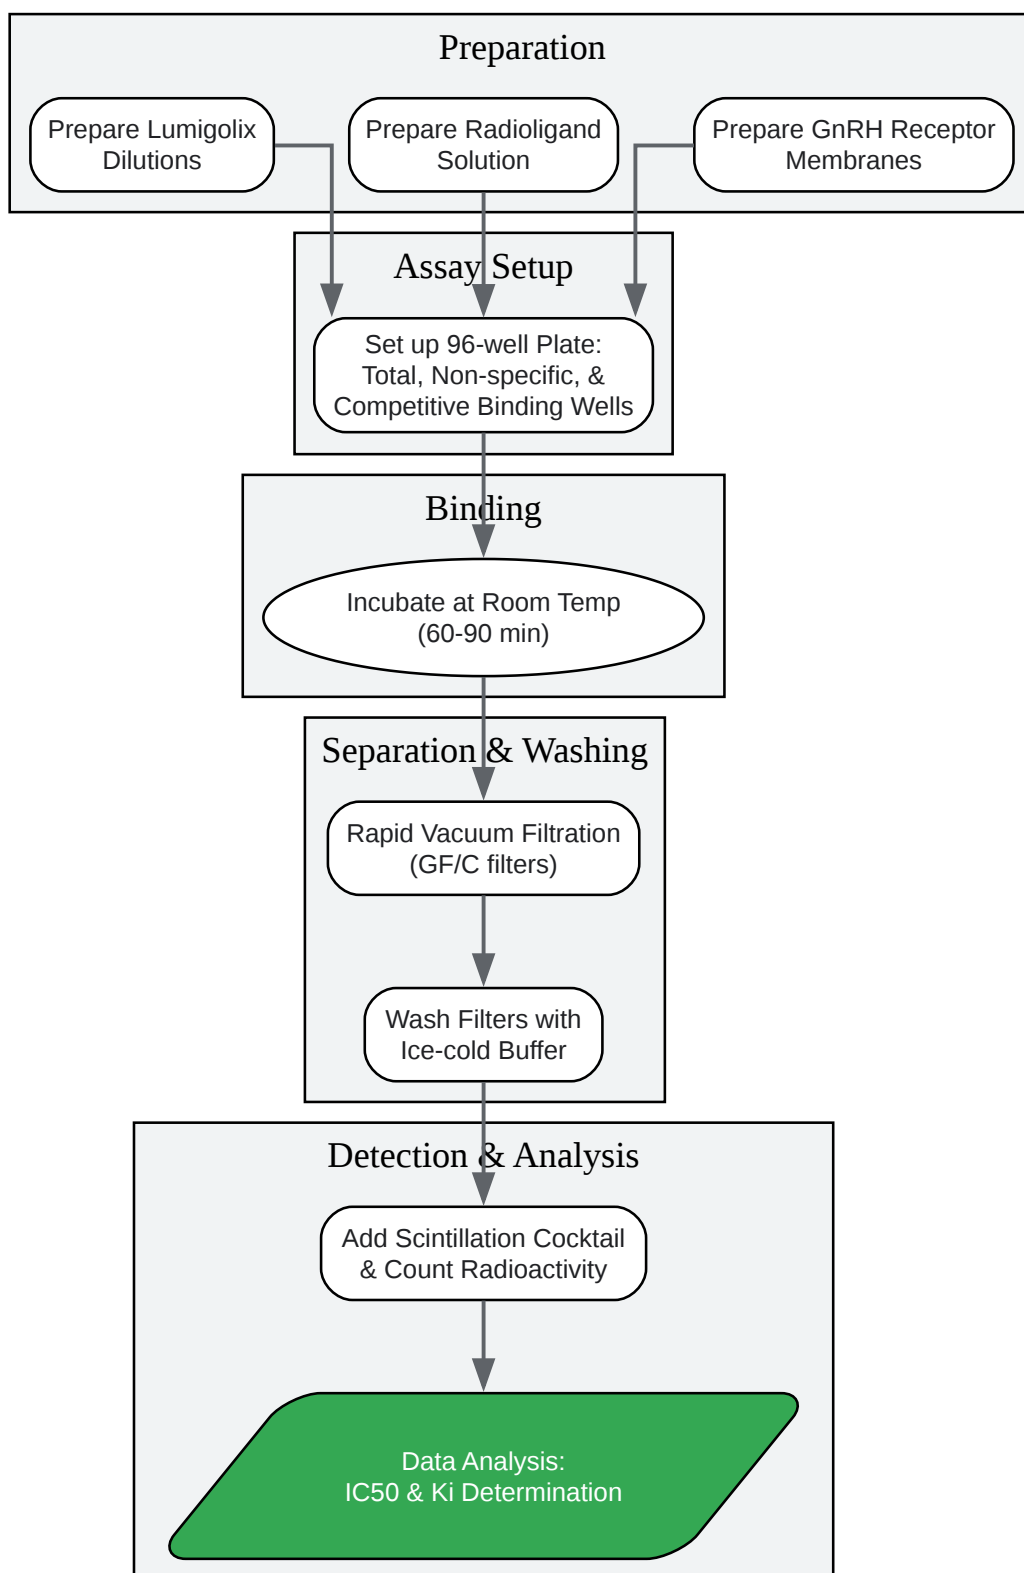 Preparation
Prepare Lumigolix
Dilutions
Prepare Radioligand
Solution
Prepare GnRH Receptor
Membranes
Assay Setup
Set up 96-well Plate:
Total, Non-specific, &
Competitive Binding Wells
Binding
Incubate at Room Temp
(60-90 min)
Separation & Washing
Rapid Vacuum Filtration
(GF/C filters)
Wash Filters with
Ice-cold Buffer
Detection & Analysis
Add Scintillation Cocktail
& Count Radioactivity
Data Analysis:
IC50 & Ki Determination